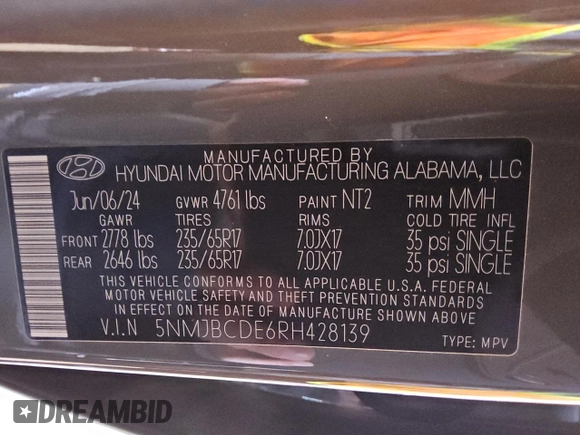 MANUFACTURED BY
HYUNDAI MOTOR MANUFACTURING ALABAMA, LLC
Jun/06/24 GVWR 4761 lbs PAINT NT2 TRIM MMH
GAWR TIRES RIMS COLD TIRE INFL
FRONT 2778 lbs 235/65R17 7.0JX17 35 psi SINGLE
REAR 2646 lbs 235/65R17 7.0JX17 35 psi SINGLE
THIS VEHICLE CONFORMS TO ALL APPLICABLE U.S.A. FEDERAL
MOTOR VEHICLE SAFETY AND THEFT PREVENTION STANDARDS
IN EFFECT ON THE DATE OF MANUFACTURE SHOWN ABOVE
V.I.N 5NMJBCDE6RH428139
TYPE: MPV
DREAMBID